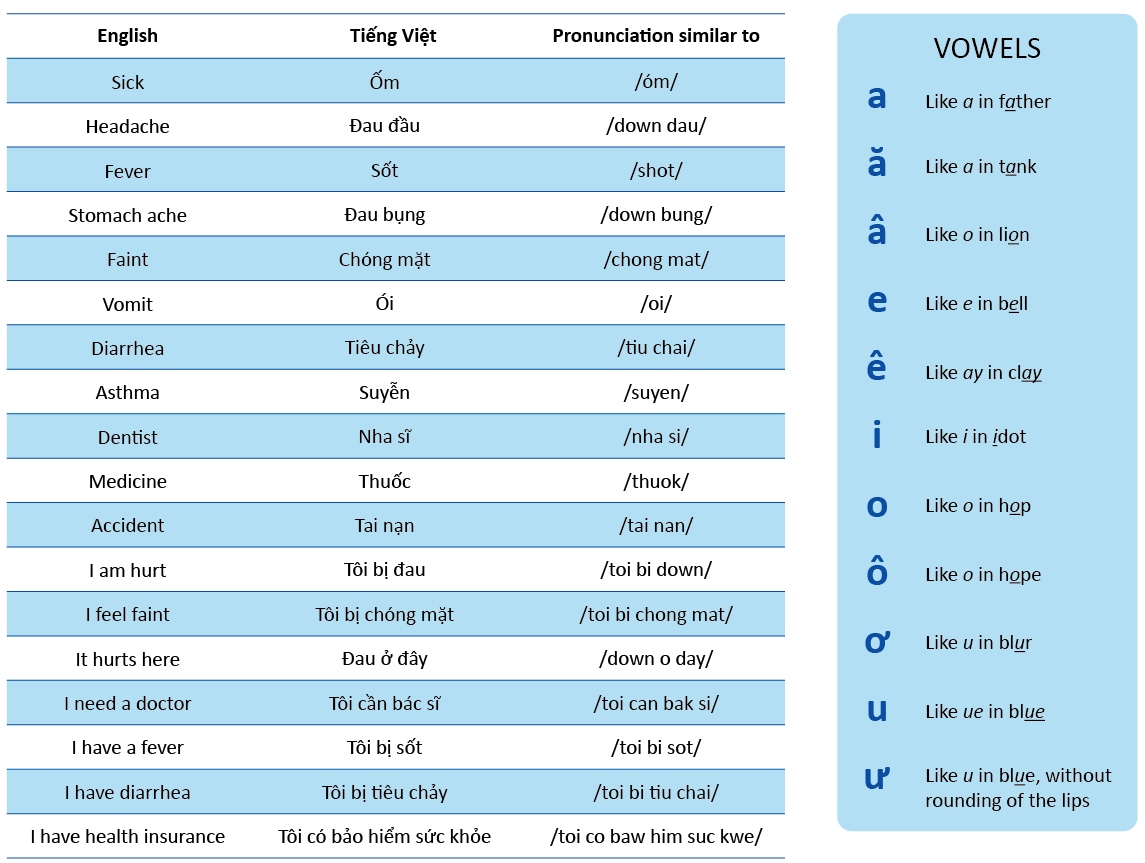 English Tiếng Việt Pronunciation similar to
Sick Ốm /óm/
Headache Đau đầu /down dau/
Fever Sốt /shot/
Stomach ache Đau bụng /down bung/
Faint Chóng mặt /chong mat/
Vomit Ói /oi/
Diarrhea Tiêu chảy /tiu chai/
Asthma Suyễn /suyen/
Dentist Nha sĩ /nha si/
Medicine Thuốc /thuok/
Accident Tai nạn /tai nan/
I am hurt Tôi bị đau /toi bi down/
I feel faint Tôi bị chóng mặt /toi bi chong mat/
It hurts here Đau ở đây /down o day/
I need a doctor Tôi cần bác sĩ /toi can bak si/
I have a fever Tôi bị sốt /toi bi sot/
I have diarrhea Tôi bị tiêu chảy /toi bi tiu chai/
I have health insurance Tôi có bảo hiểm sức khỏe /toi co baw him suc kwe/
VOWELS
a Like a in father
ă Like a in tank
â Like o in lion
e Like e in bell
ê Like ay in clay
i Like i in idot
o Like o in hop
ô Like o in hope
ơ Like u in blur
u Like ue in blue
ư Like u in blue, without
rounding of the lips